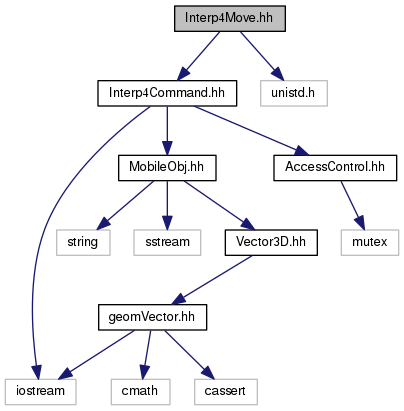 Interp4Move.hh
Interp4Command.hh
unistd.h
MobileObj.hh
AccessControl.hh
string
sstream
Vector3D.hh
mutex
geomVector.hh
iostream
cmath
cassert